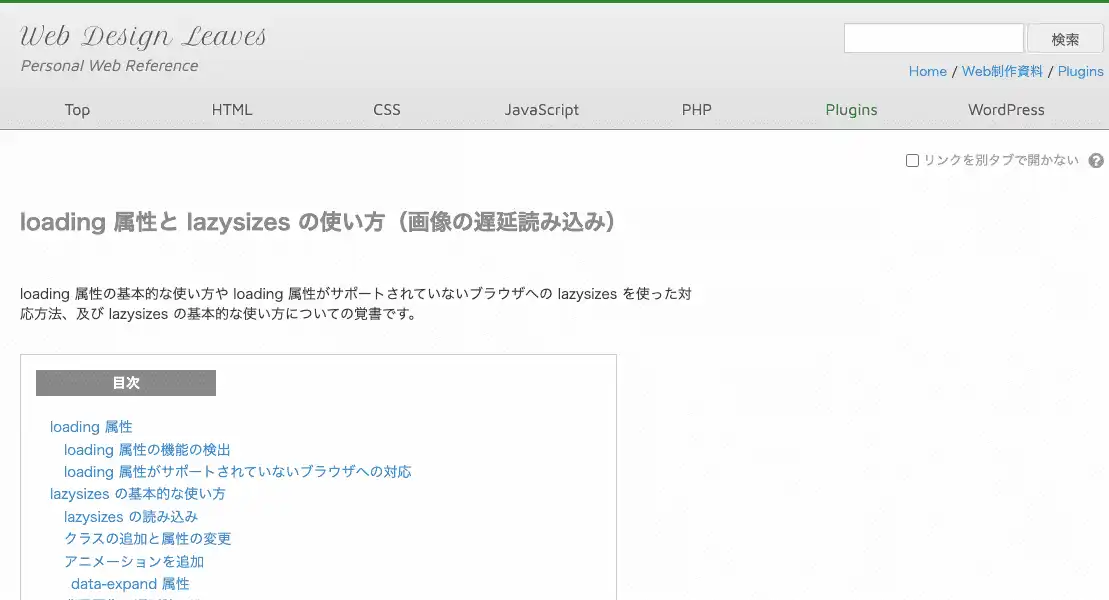 Web Design Leaves
Personal Web Reference
検索
Home / Web制作資料 / Plugins
Top HTML CSS JavaScript PHP Plugins WordPress
リンクを別タブで開かない ?
loading 属性と lazysizes の使い方（画像の遅延読み込み）
loading 属性の基本的な使い方や loading 属性がサポートされていないブラウザへの lazysizes を使った対
応方法、及び lazysizes の基本的な使い方についての覚書です。
目次
loading 属性
loading 属性の機能の検出
loading 属性がサポートされていないブラウザへの対応
lazysizes の基本的な使い方
lazysizes の読み込み
クラスの追加と属性の変更
アニメーションを追加
data-expand 属性